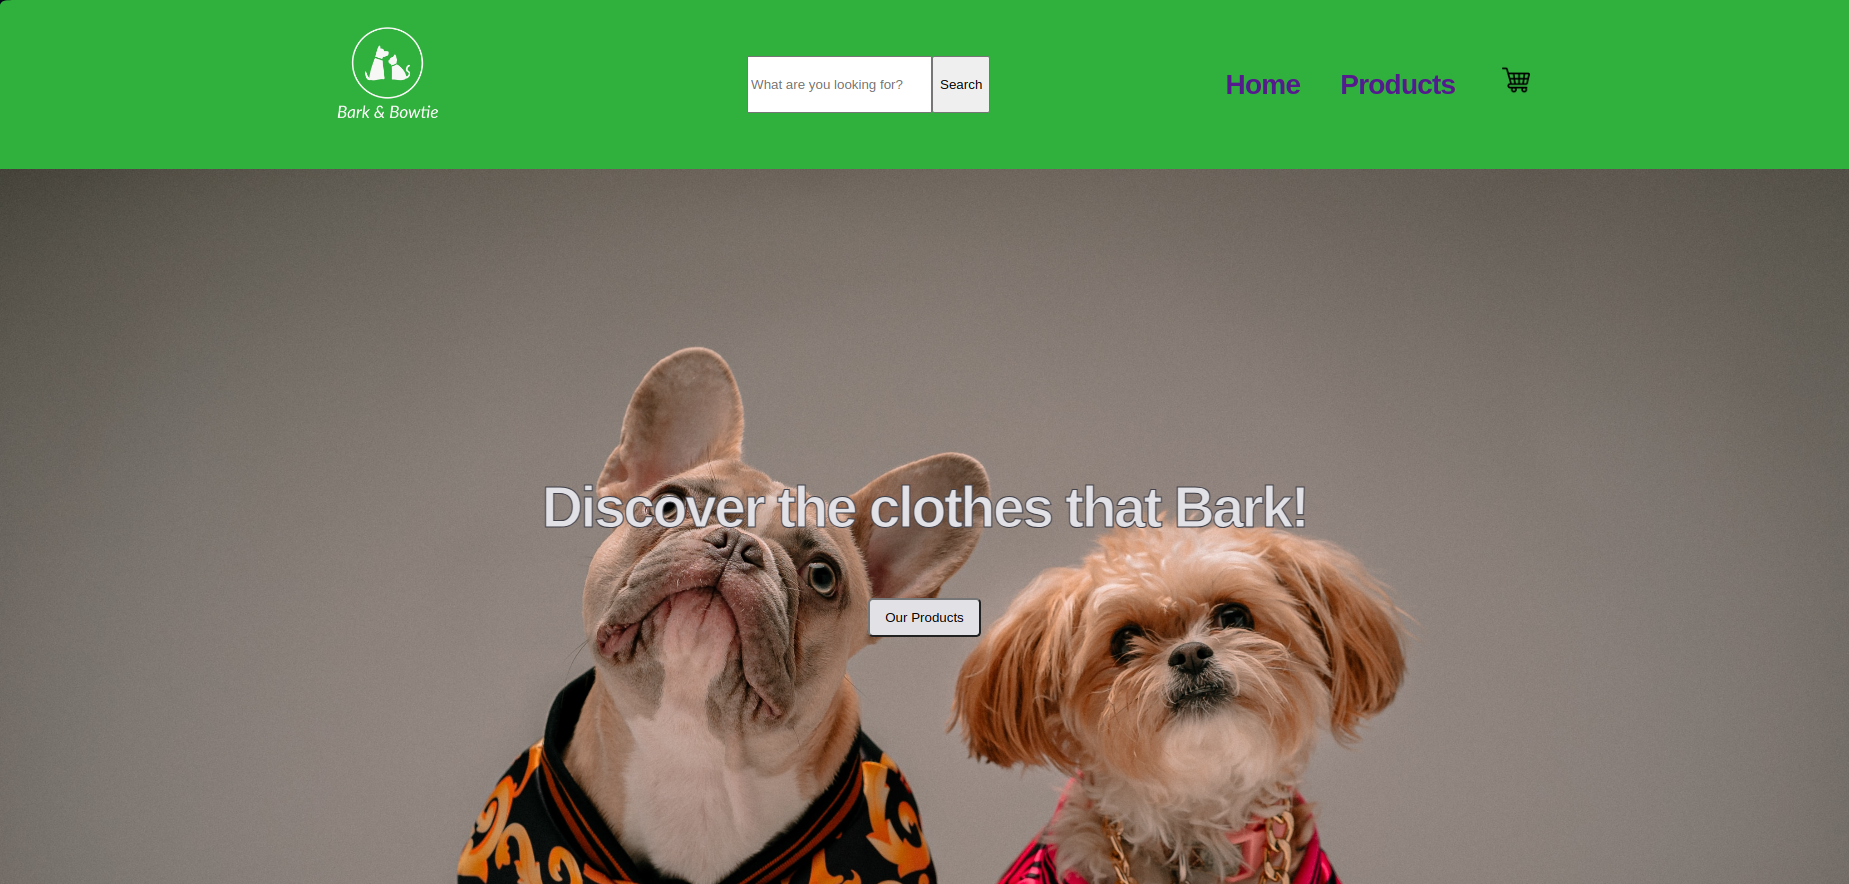 Bark & Bowtie
What are you looking for?
Search
Home
Products
Discover the clothes that Bark!
Our Products